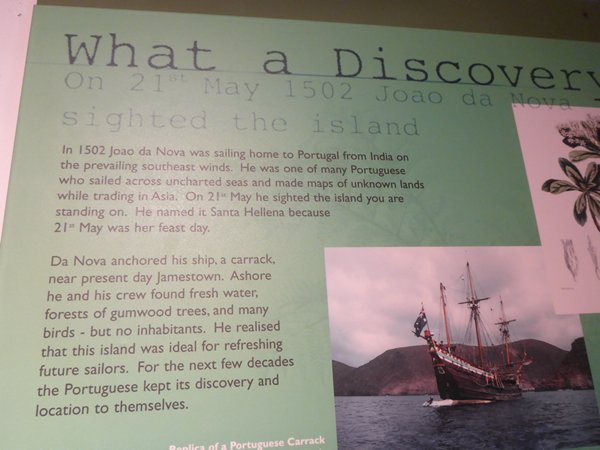 What a Discovery
On 21st May 1502 Joao da Nova
sighted the island
In 1502 Joao da Nova was sailing home to Portugal from India on
the prevailing southeast winds. He was one of many Portuguese
who sailed across uncharted seas and made maps of unknown lands
while trading in Asia. On 21st May he sighted the island you are
standing on. He named it Santa Hellena because
21st May was her feast day.
Da Nova anchored his ship, a carrack,
near present day Jamestown. Ashore
he and his crew found fresh water,
forests of gumwood trees, and many
birds - but no inhabitants. He realised
that this island was ideal for refreshing
future sailors. For the next few decades
the Portuguese kept its discovery and
location to themselves.
Replica of a Portuguese Carrack